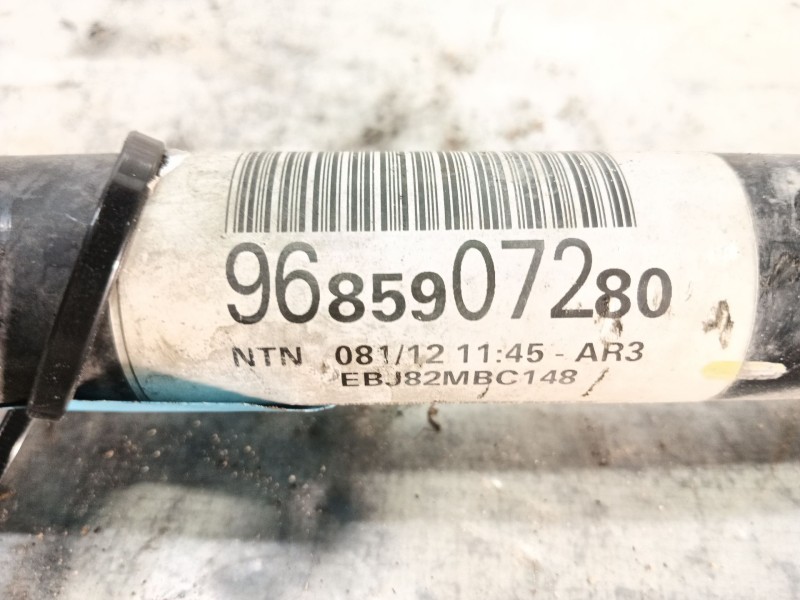 9685907280
NTN 081/12 11:45 - AR3
EBJ82MBC148